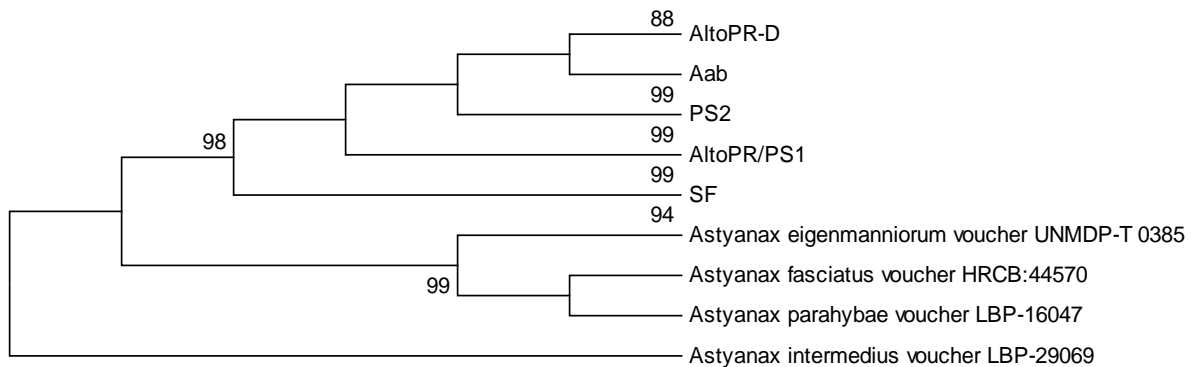 88
AltoPR-D
Aab
99
PS2
99
98
AltoPR/PS1
99
SF
94
Astyanax eigenmanniorum voucher UNMDP-T 0385
Astyanax fasciatus voucher HRCB:44570
99
Astyanax parahybae voucher LBP-16047
Astyanax intermedius voucher LBP-29069